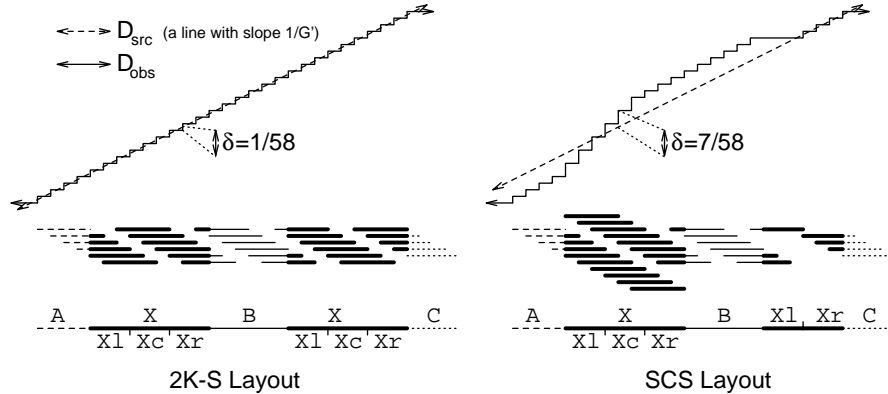 D_src (a line with slope 1/G')
D_obs
δ=1/58
δ=7/58
A X B X C
Xl Xc Xr Xl Xc Xr
A X B Xl Xr C
Xl Xc Xr
2K-S Layout
SCS Layout